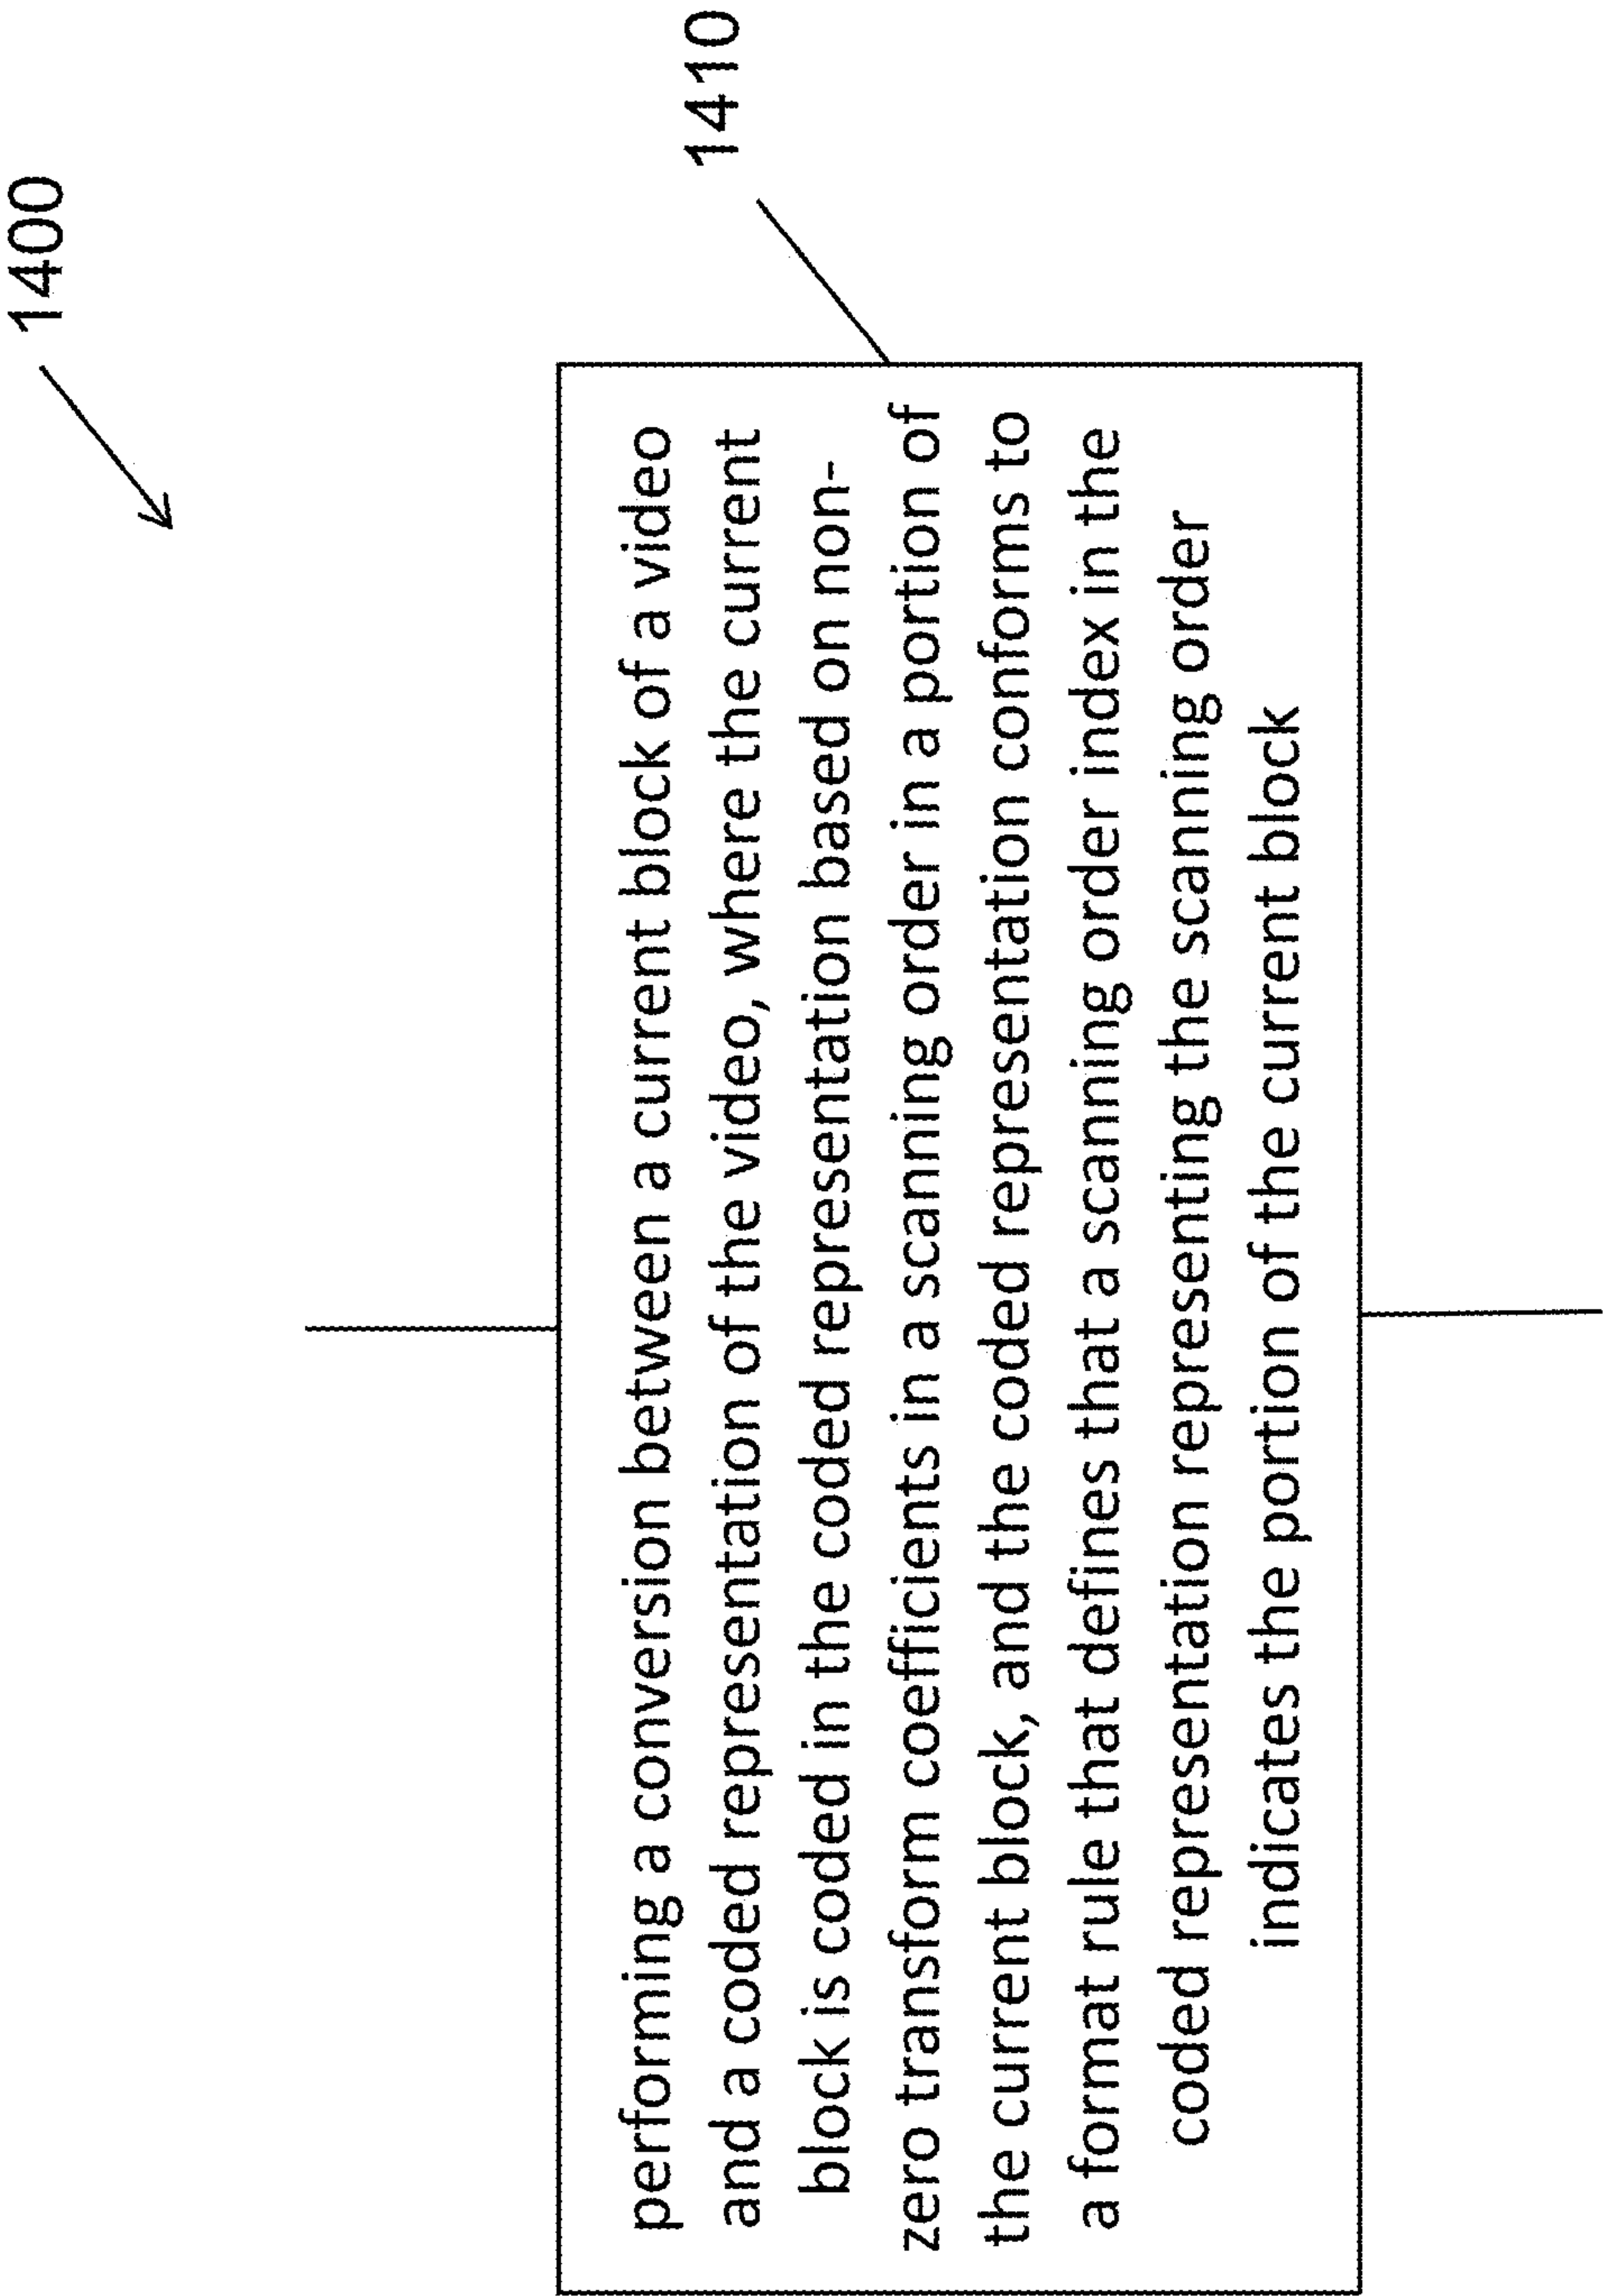 1400
1410
performing a conversion between a current block of a video
and a coded representation of the video, where the current
block is coded in the coded representation based on non-
zero transform coefficients in a scanning order in a portion of
the current block, and the coded representation conforms to
a format rule that defines that a scanning order index in the
coded representation representing the scanning order
indicates the portion of the current block